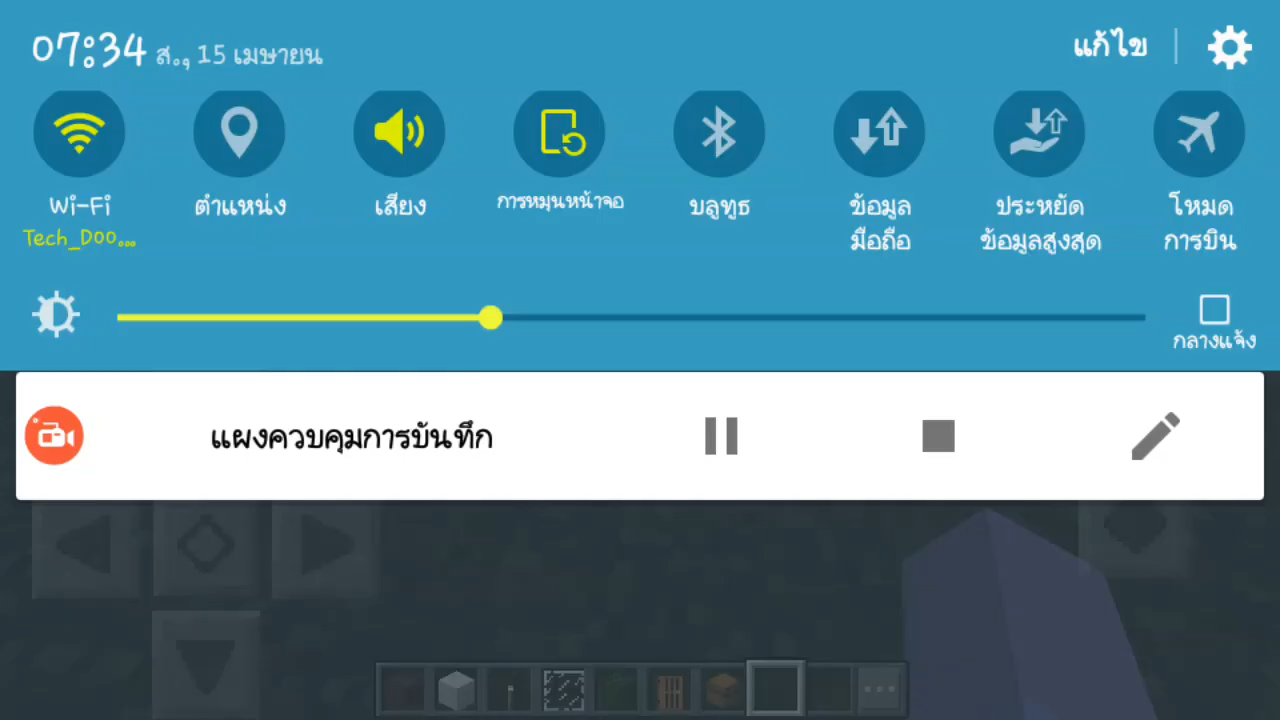 07:34 ส., 15 เมษายน
แก้ไข
Wi-Fi
Tech_D00...
ตำแหน่ง
เสียง
การหมุนหน้าจอ
บลูทูธ
ข้อมูล
มือถือ
ประหยัด
ข้อมูลสูงสุด
โหมด
การบิน
กลางแจ้ง
แผงควบคุมการบันทึก